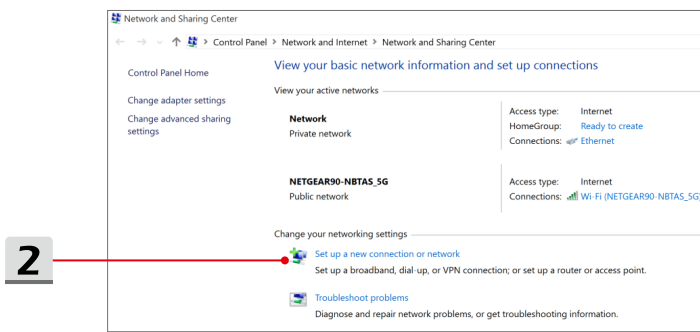 Network and Sharing Center
Control Panel > Network and Internet > Network and Sharing Center
Control Panel Home
Change adapter settings
Change advanced sharing
settings
View your basic network information and set up connections
View your active networks
Network
Private network
Access type: Internet
HomeGroup: Ready to create
Connections: Ethernet
NETGEAR90-NBTAS_5G
Public network
Access type: Internet
Connections: Wi-Fi (NETGEAR90-NBTAS_5G)
Change your networking settings
2
Set up a new connection or network
Set up a broadband, dial-up, or VPN connection; or set up a router or access point.
Troubleshoot problems
Diagnose and repair network problems, or get troubleshooting information.